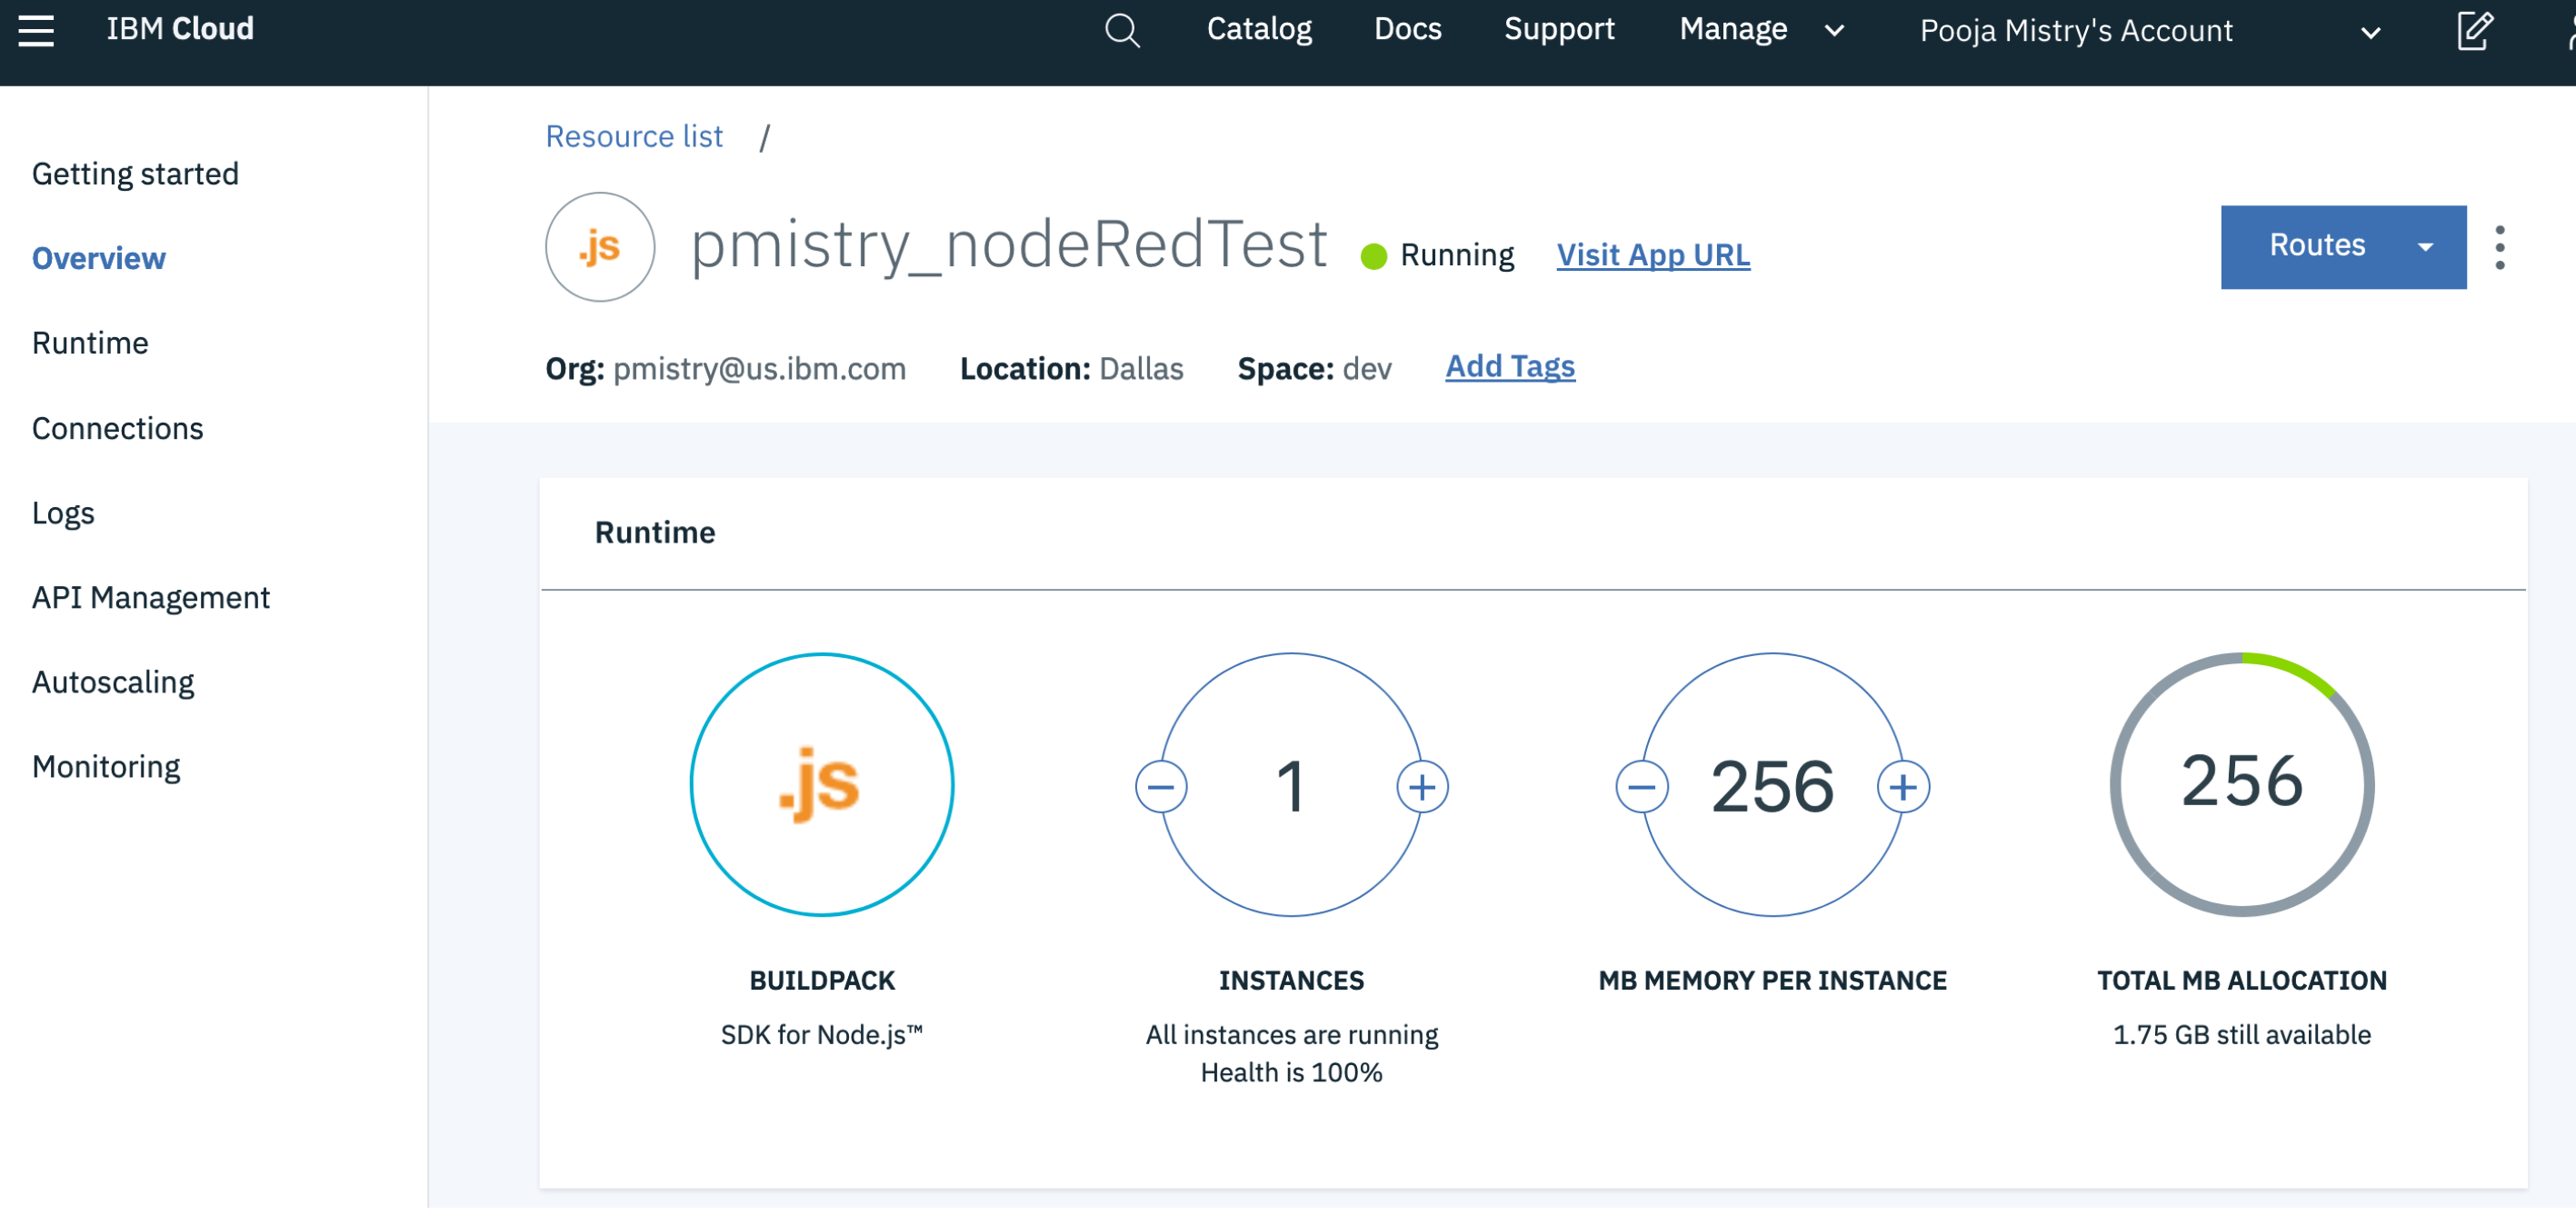 IBM Cloud
Catalog
Docs
Support
Manage
Pooja Mistry's Account
Getting started
Overview
Runtime
Connections
Logs
API Management
Autoscaling
Monitoring
Resource list /
.js
pmistry_nodeRedTest
Running
Visit App URL
Routes
Org: pmistry@us.ibm.com
Location: Dallas
Space: dev
Add Tags
Runtime
.js
BUILDPACK
SDK for Node.js™
1
INSTANCES
All instances are running
Health is 100%
256
MB MEMORY PER INSTANCE
256
TOTAL MB ALLOCATION
1.75 GB still available